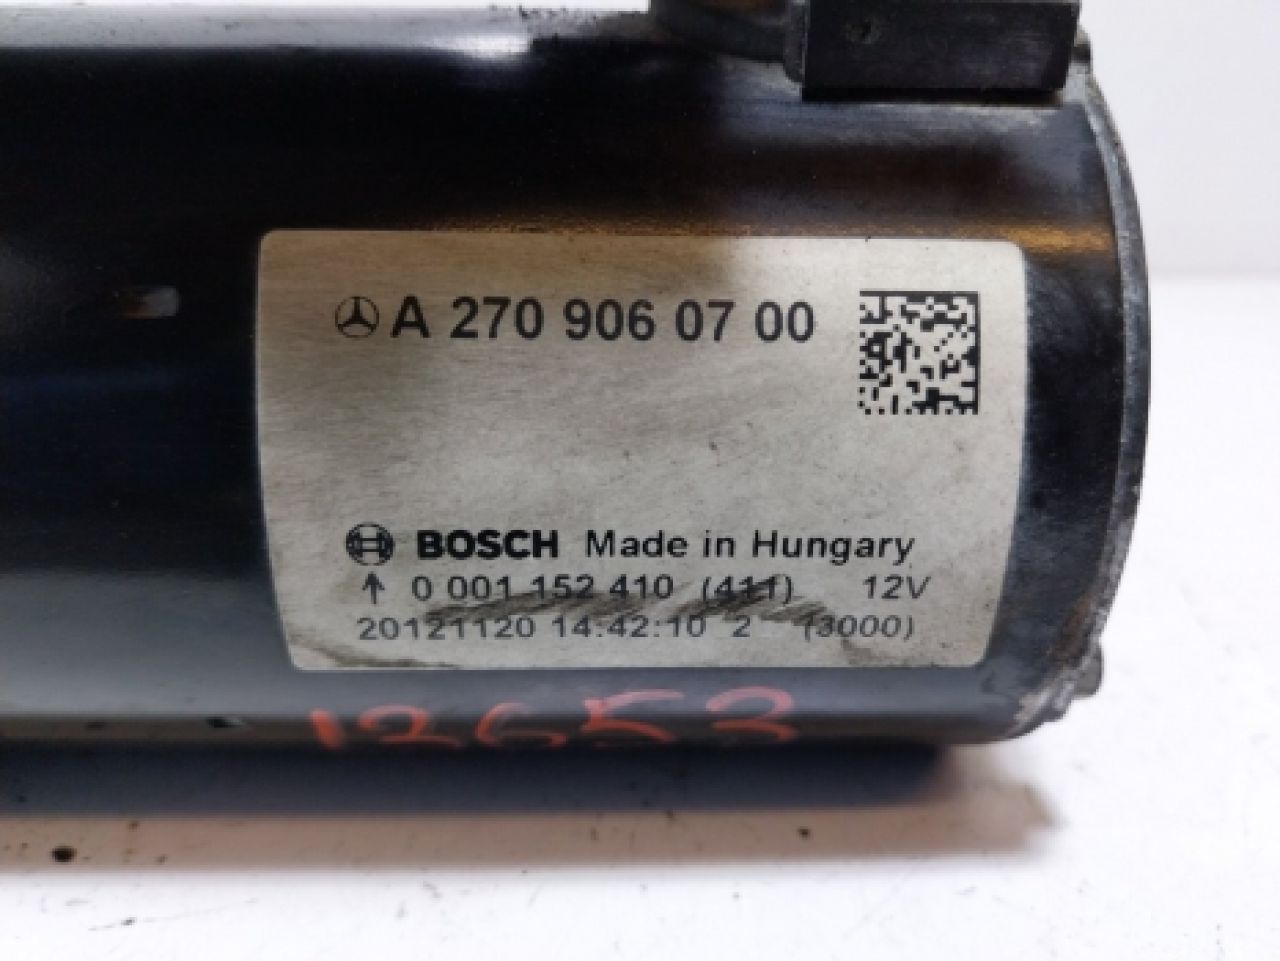 A 270 906 07 00
BOSCH Made in Hungary
↑ 0 001 152 410 (411) 12V
20121120 14:42:10 2 (3000)
12653